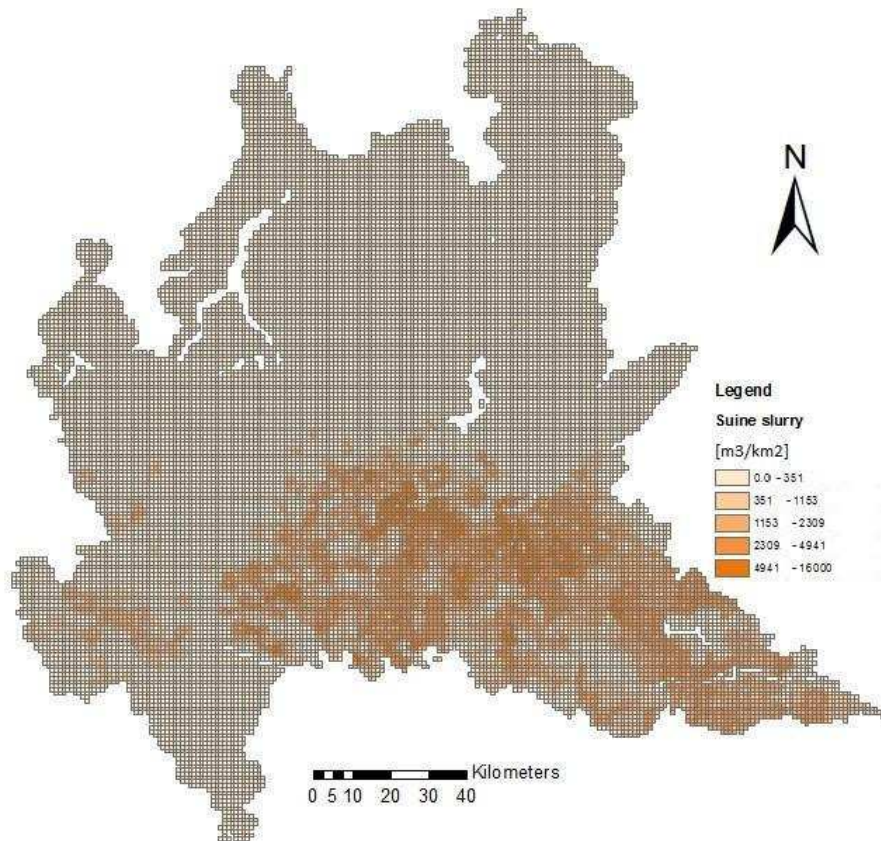 N
Legend
Suine slurry
[m3/km2]
0.0 - 351
351 - 1153
1153 - 2309
2309 - 4941
4941 - 16000
Kilometers
0 5 10 20 30 40